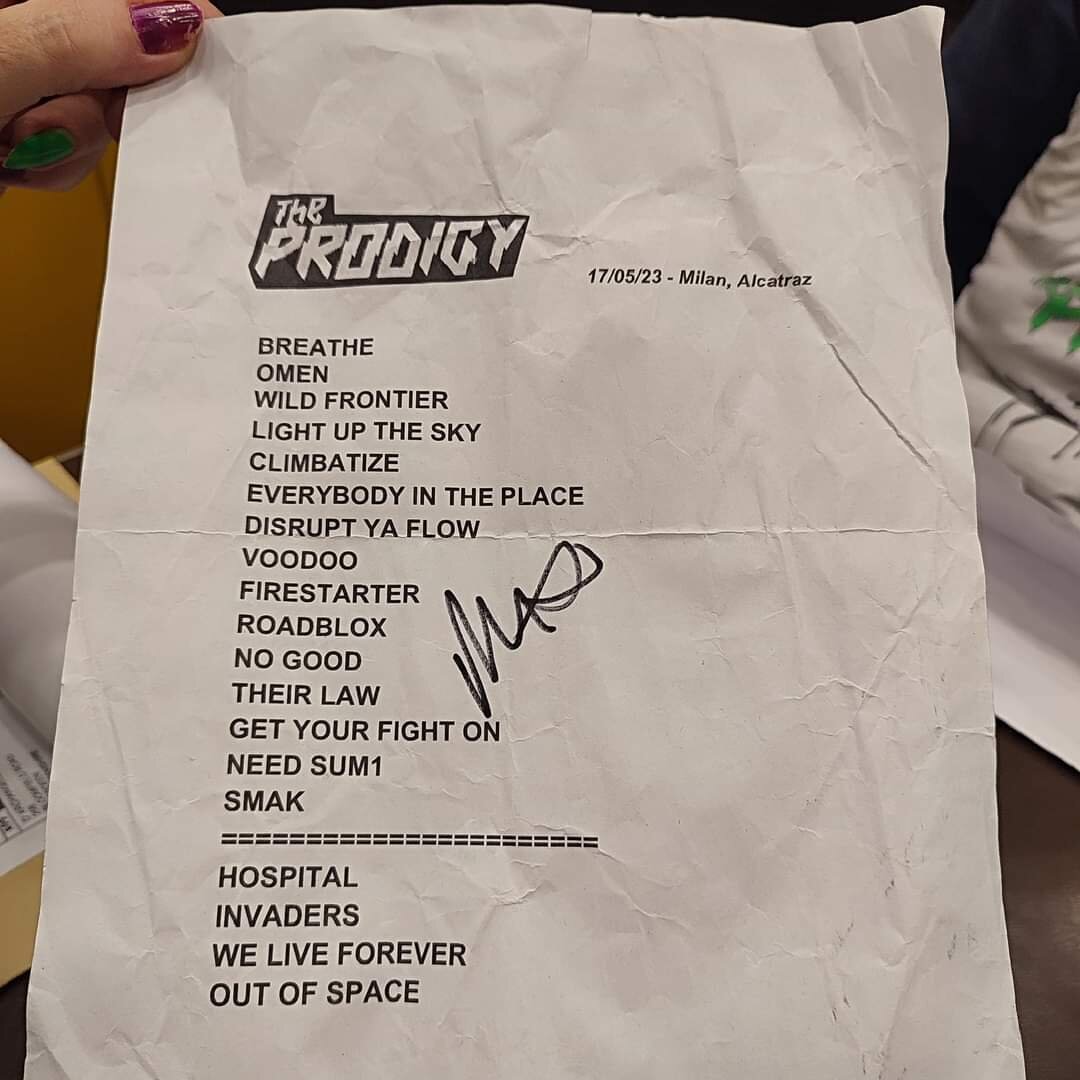 The
PRODIGY
17/05/23 - Milan, Alcatraz
BREATHE
OMEN
WILD FRONTIER
LIGHT UP THE SKY
CLIMBATIZE
EVERYBODY IN THE PLACE
DISRUPT YA FLOW
VOODOO
FIRESTARTER
ROADBLOX
NO GOOD
THEIR LAW
GET YOUR FIGHT ON
NEED SUM1
SMAK
=======================
HOSPITAL
INVADERS
WE LIVE FOREVER
OUT OF SPACE